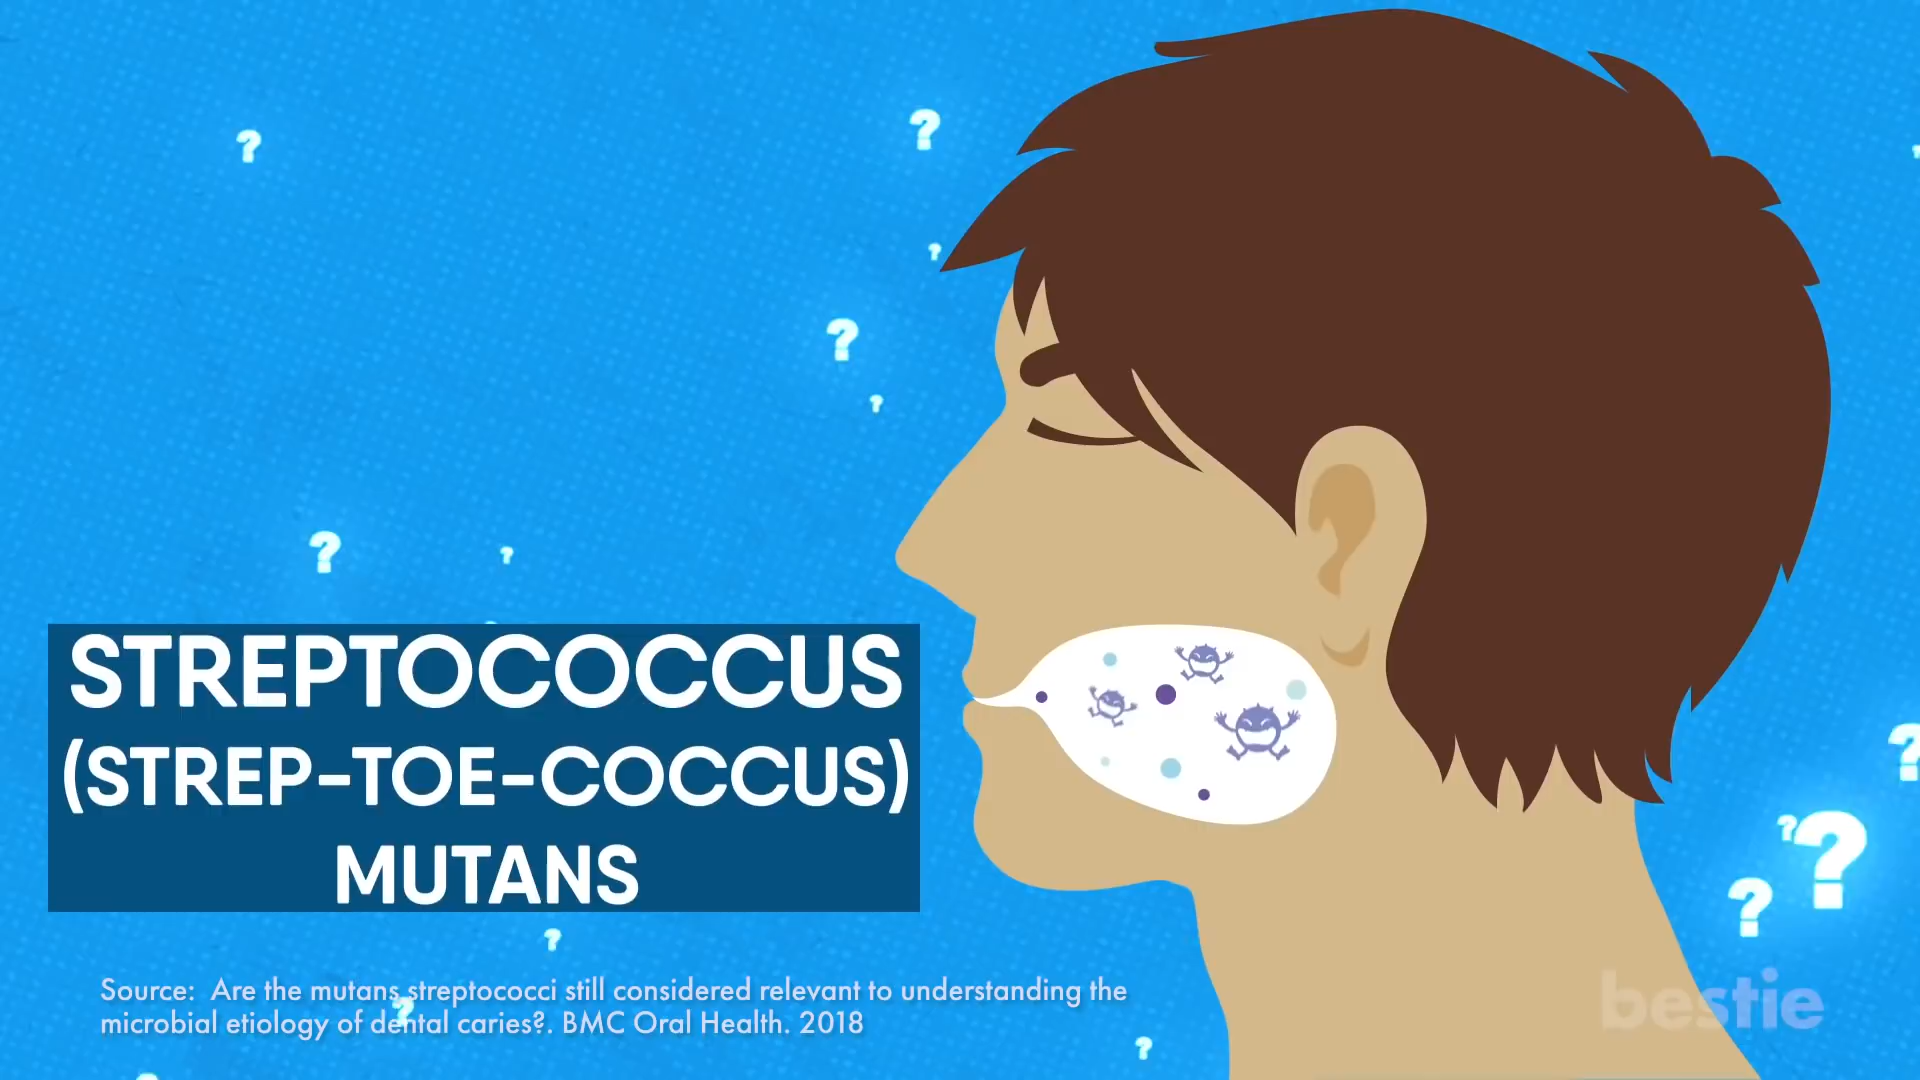 STREPTOCOCCUS
(STREP-TOE-COCCUS)
MUTANS
Source:  Are the mutans streptococci still considered relevant to understanding the
microbial etiology of dental caries?. BMC Oral Health. 2018
bestie